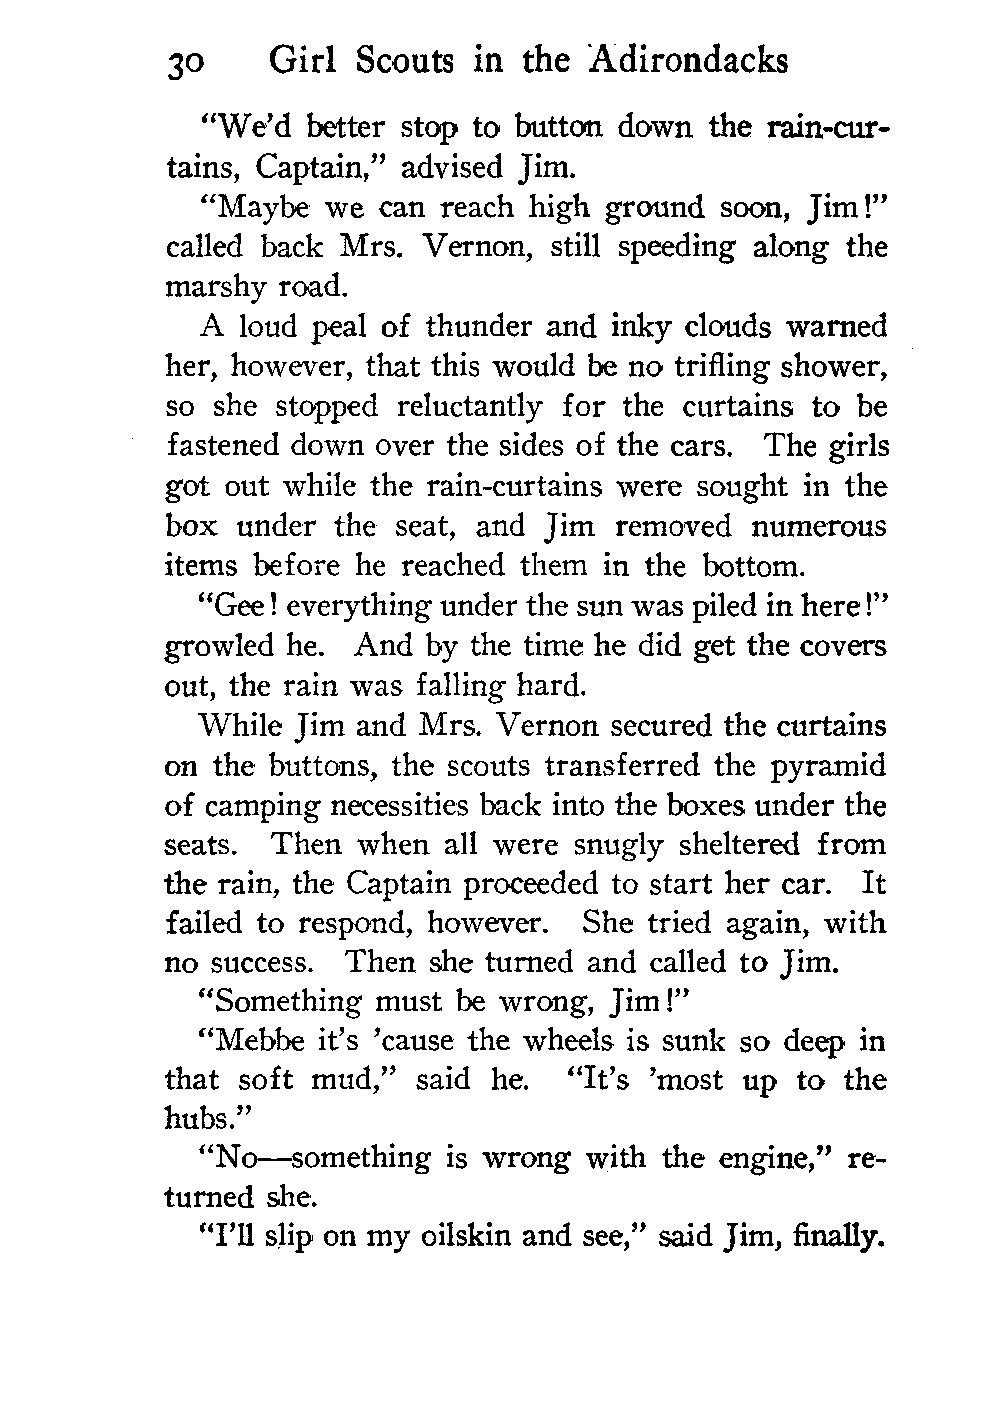 30 Girl Scouts in the Adirondacks
“We’d better stop to button down the rain-cur-
tains, Captain,” advised Jim.
“Maybe we can reach high ground soon, Jim!”
called back Mrs. Vernon, still speeding along the
marshy road.
A loud peal of thunder and inky clouds warned
her, however, that this would be no trifling shower,
so she stopped reluctantly for the curtains to be
fastened down over the sides of the cars. The girls
got out while the rain-curtains were sought in the
box under the seat, and Jim removed numerous
items before he reached them in the bottom.
“Gee! everything under the sun was piled in here!”
growled he. And by the time he did get the covers
out, the rain was falling hard.
While Jim and Mrs. Vernon secured the curtains
on the buttons, the scouts transferred the pyramid
of camping necessities back into the boxes under the
seats. Then when all were snugly sheltered from
the rain, the Captain proceeded to start her car. It
failed to respond, however. She tried again, with
no success. Then she turned and called to Jim.
“Something must be wrong, Jim!”
“Mebbe it’s ’cause the wheels is sunk so deep in
that soft mud,” said he. “It’s ’most up to the
hubs.”
“No—something is wrong with the engine,” re-
turned she.
“I’ll slip on my oilskin and see,” said Jim, finally.